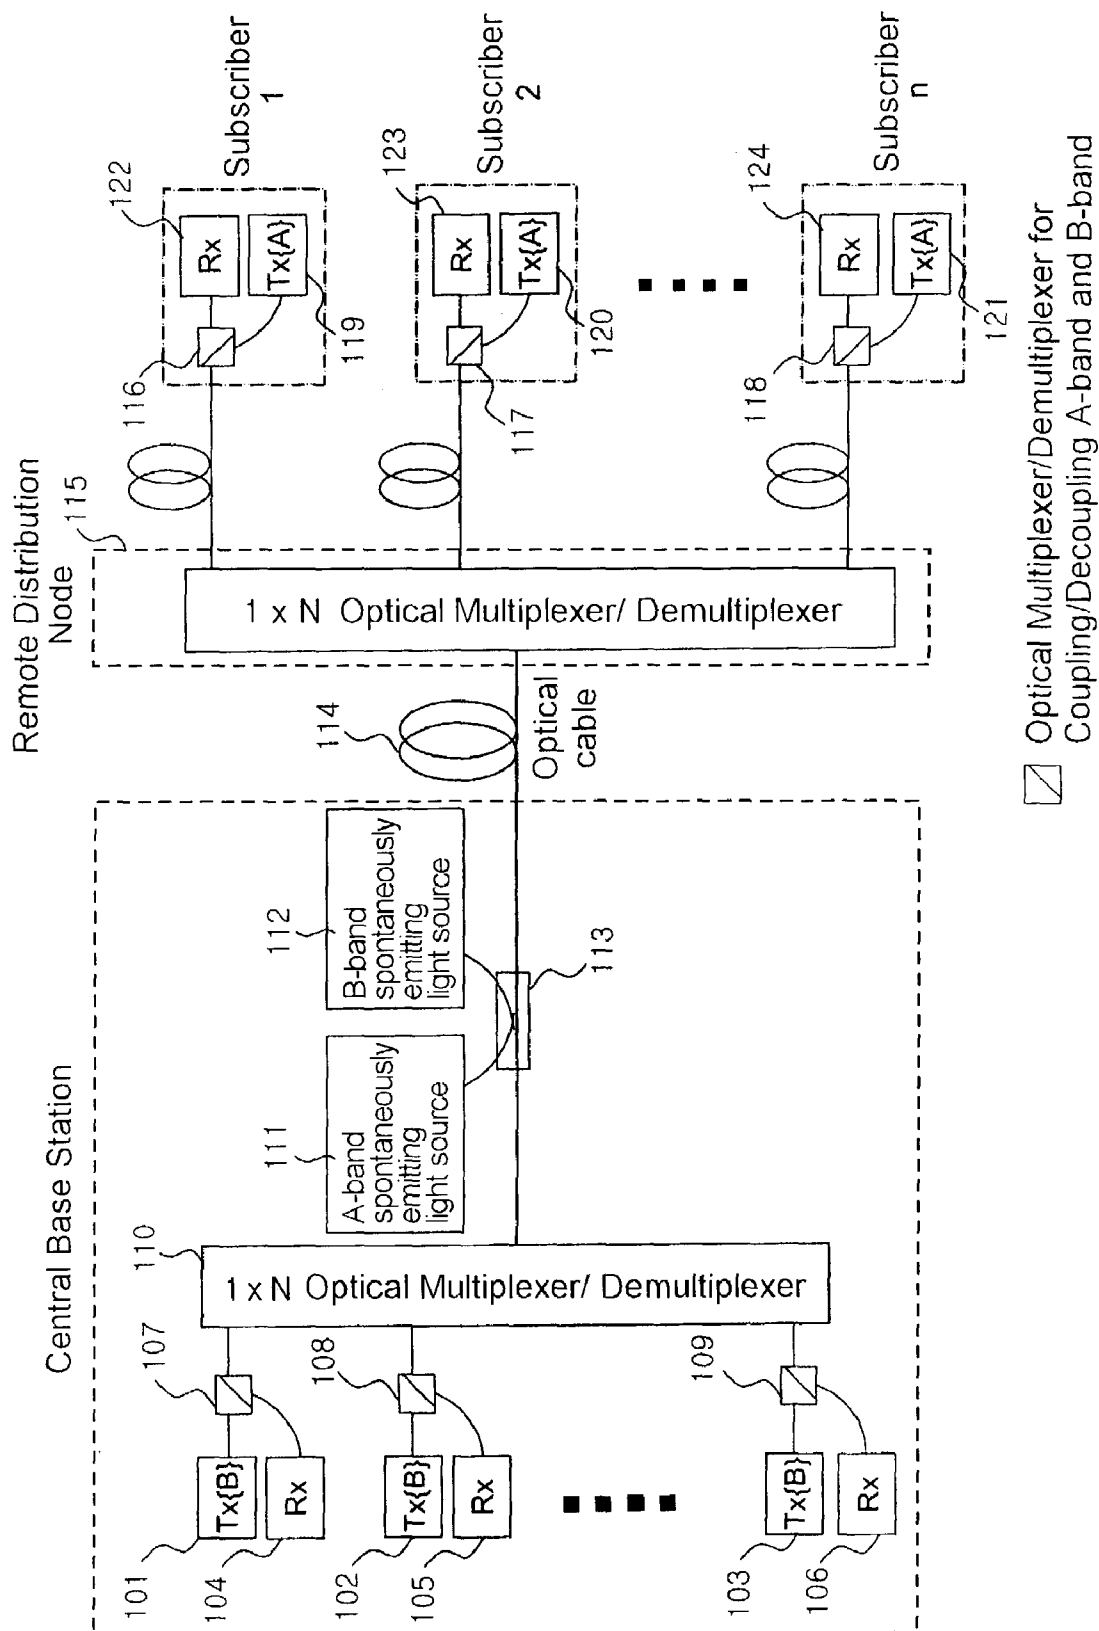 Central Base Station
101
Tx{B}
104
Rx
107
102
Tx{B}
105
Rx
108
103
Tx{B}
106
Rx
109
110
1 x N Optical Multiplexer/ Demultiplexer
111
A-band
spontaneously
emitting
light source
112
B-band
spontaneously
emitting
light source
113
114
Optical
cable
Remote Distribution
Node
115
1 x N Optical Multiplexer/ Demultiplexer
116
122
Rx
Tx{A}
119
Subscriber
1
117
123
Rx
Tx{A}
120
Subscriber
2
118
124
Rx
Tx{A}
121
Subscriber
n
Optical Multiplexer/Demultiplexer for
Coupling/Decoupling A-band and B-band